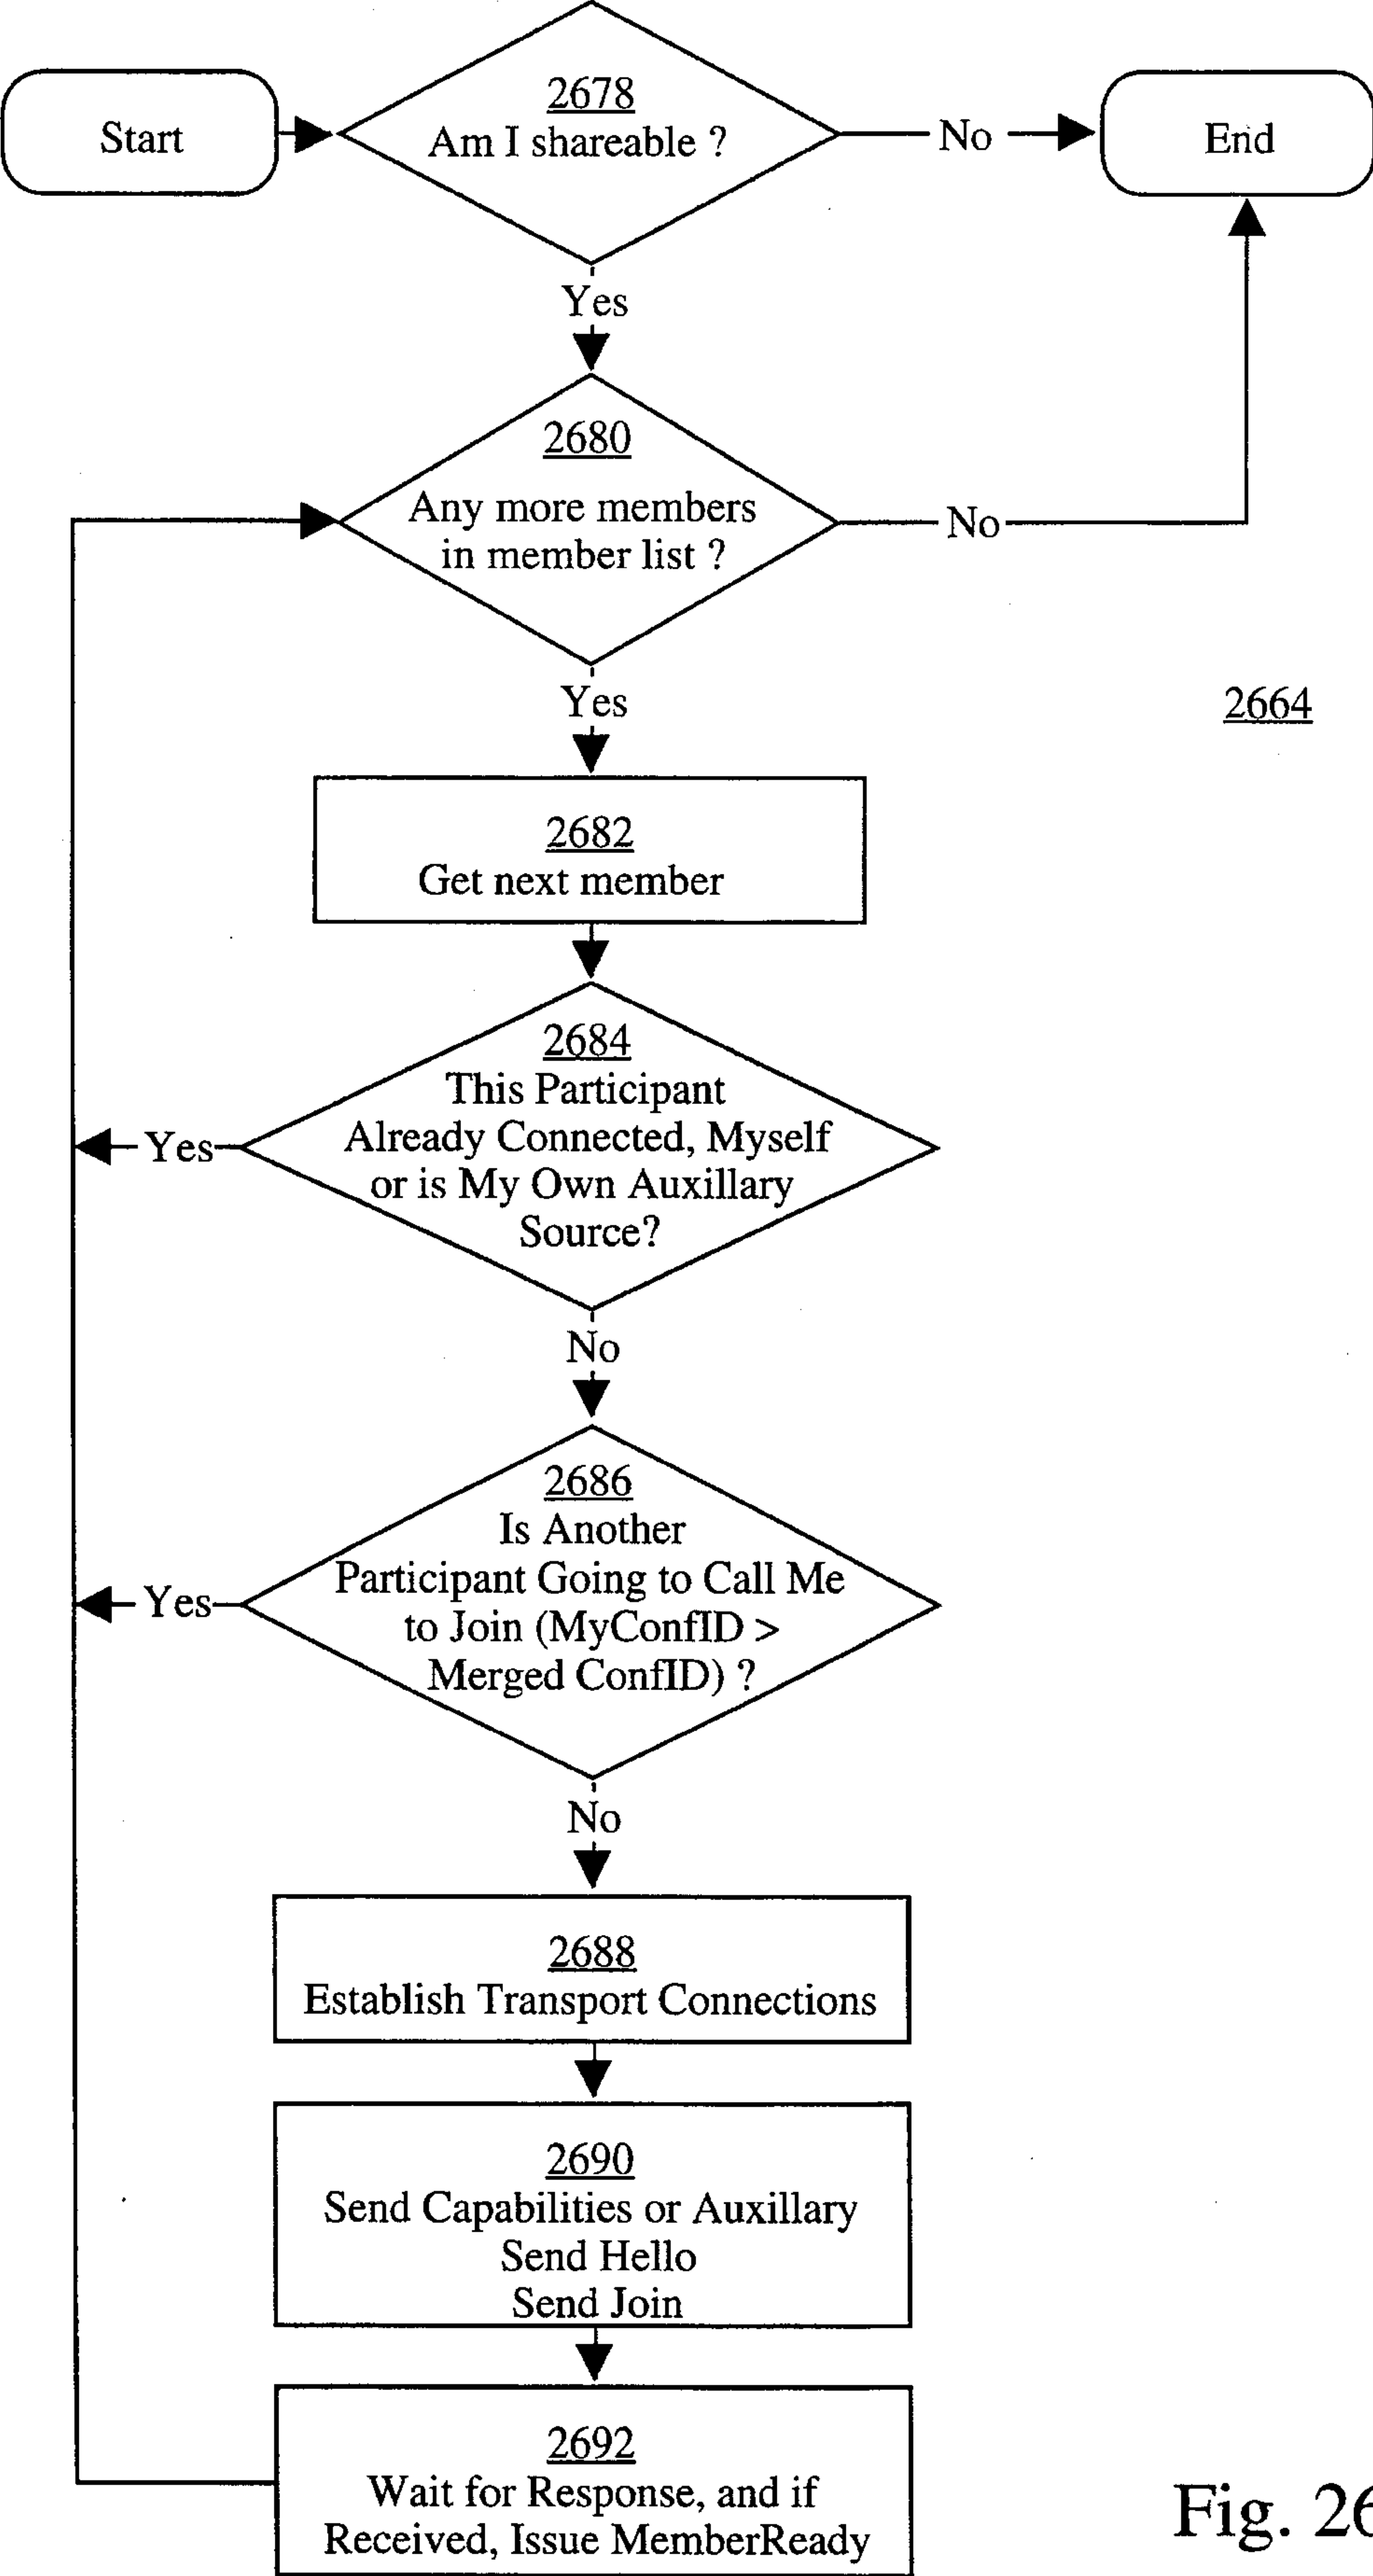 Start
2678
Am I shareable ?
No
End
Yes
2680
Any more members
in member list ?
No
Yes
2664
2682
Get next member
2684
This Participant
Already Connected, Myself
or is My Own Auxillary
Source?
Yes
No
2686
Is Another
Participant Going to Call Me
to Join (MyConfID >
Merged ConfID) ?
Yes
No
2688
Establish Transport Connections
2690
Send Capabilities or Auxillary
Send Hello
Send Join
2692
Wait for Response, and if
Received, Issue MemberReady
Fig. 26